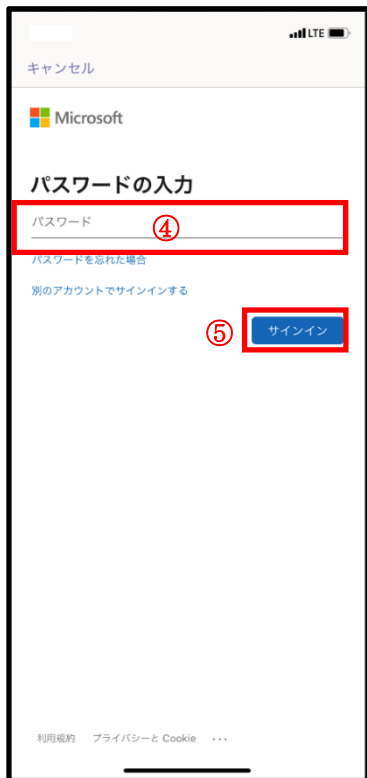 LTE
キャンセル
Microsoft
パスワードの入力
パスワード ④
パスワードを忘れた場合
別のアカウントでサインインする
⑤ サインイン
利用規約 プライバシーと Cookie ...